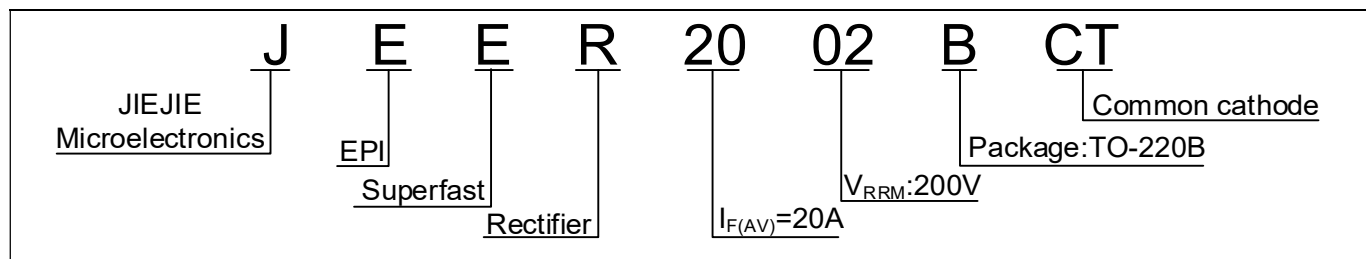 J E E R 20 02 B CT
JIEJIE
Microelectronics
Common cathode
EPI
Package:TO-220B
Superfast
VRRM:200V
Rectifier
IF(AV)=20A